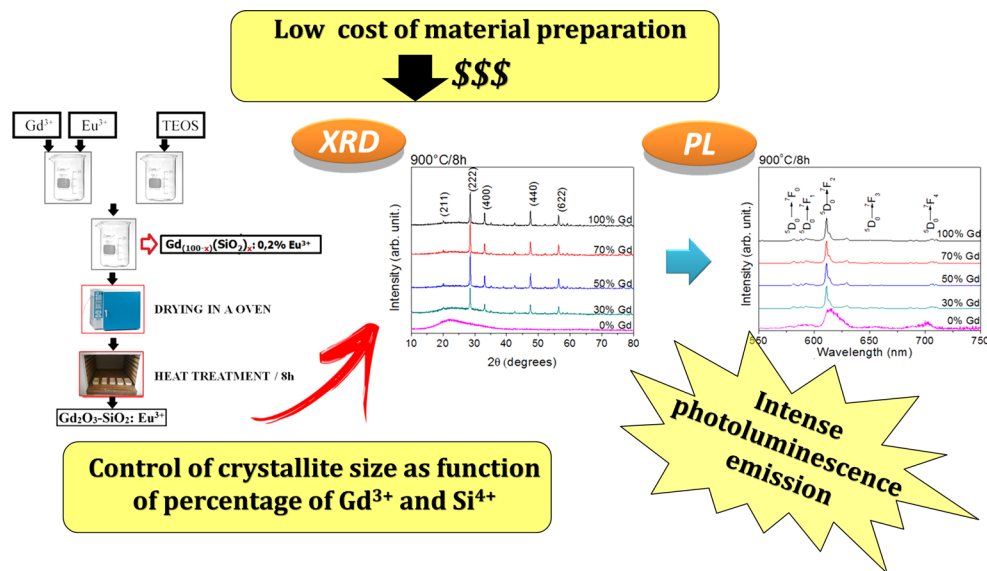 Low cost of material preparation
$$$
Gd³⁺
Eu³⁺
TEOS
Gd₍₁₀₀₋ₓ₎(SiO₂)ₓ: 0,2% Eu³⁺
DRYING IN A OVEN
HEAT TREATMENT / 8h
Gd₂O₃-SiO₂: Eu³⁺
XRD
900°C/8h
(211)
(222)
(400)
(440)
(622)
100% Gd
70% Gd
50% Gd
30% Gd
0% Gd
Intensity (arb. unit.)
10 20 30 40 50 60 70 80
2θ (degrees)
PL
900°C/8h
⁵D₀ → ⁷F₀
⁵D₀ → ⁷F₁
⁵D₀ → ⁷F₂
⁵D₀ → ⁷F₃
⁵D₀ → ⁷F₄
100% Gd
70% Gd
50% Gd
30% Gd
0% Gd
Intensity (arb. unit.)
550 600 650 700 750
Wavelength (nm)
Control of crystallite size as function
of percentage of Gd³⁺ and Si⁴⁺
Intense
photoluminescence
emission